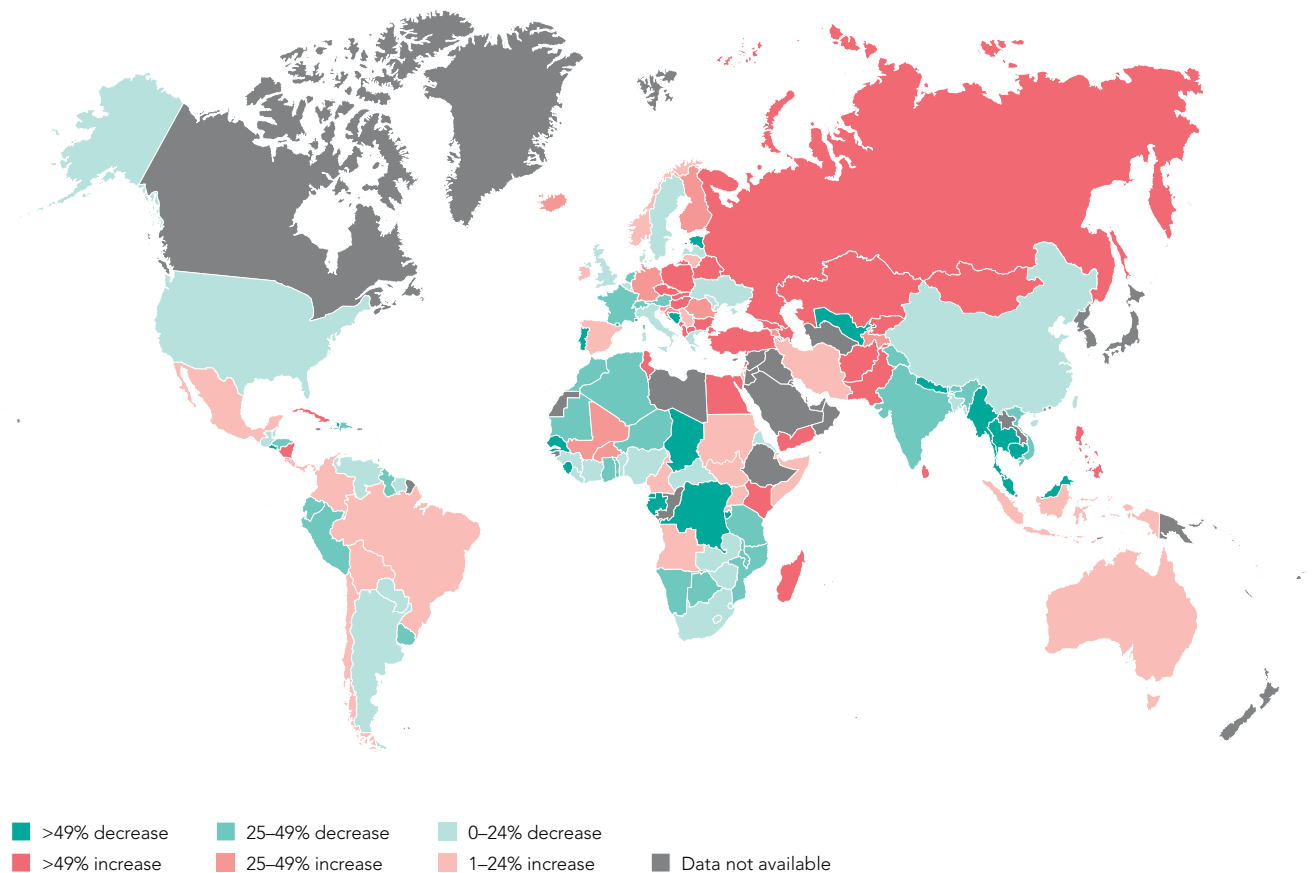 >49% decrease 25–49% decrease 0–24% decrease
>49% increase 25–49% increase 1–24% increase Data not available